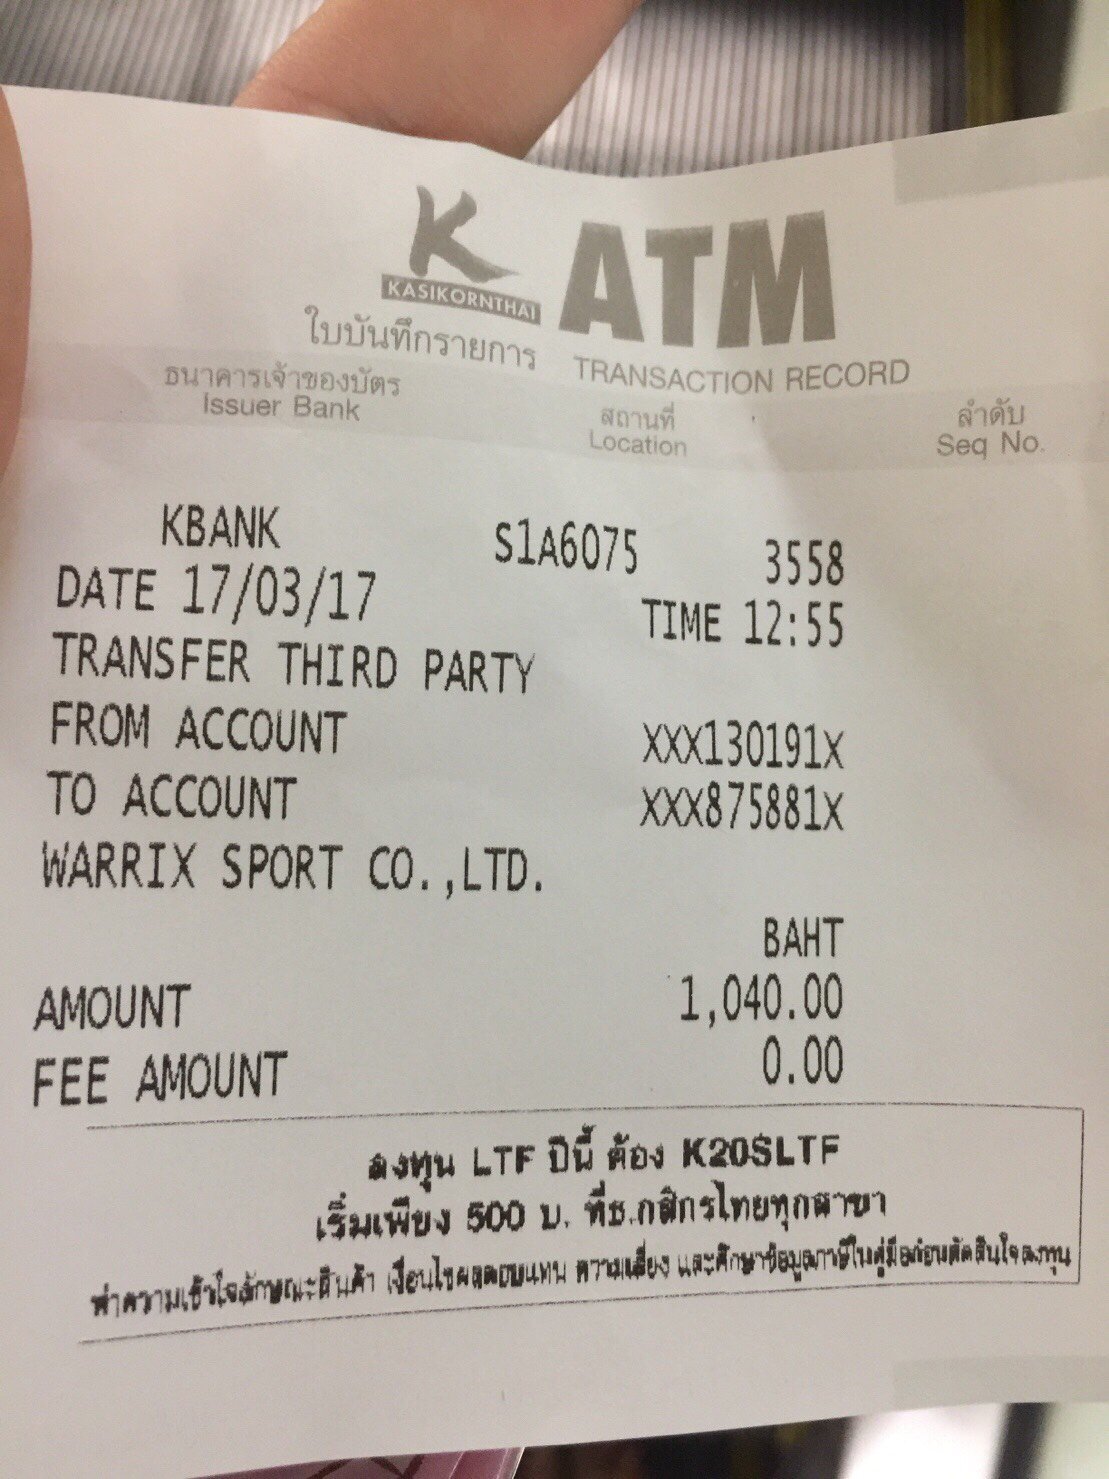 K ATM
KASIKORNTHAI
ใบบันทึกรายการ TRANSACTION RECORD
ธนาคารเจ้าของบัตร สถานที่ ลำดับ
Issuer Bank Location Seq No.
KBANK S1A6075 3558
DATE 17/03/17 TIME 12:55
TRANSFER THIRD PARTY
FROM ACCOUNT XXX130191X
TO ACCOUNT XXX875881X
WARRIX SPORT CO.,LTD.
BAHT
AMOUNT 1,040.00
FEE AMOUNT 0.00
ลงทุน LTF ปีนี้ ต้อง K20SLTF
เริ่มเพียง 500 บ. ที่ธ.กสิกรไทยทุกสาขา
ทำความเข้าใจลักษณะสินค้า เงื่อนไขผลตอบแทน ความเสี่ยง และศึกษาข้อมูลภาษีในคู่มือก่อนตัดสินใจลงทุน